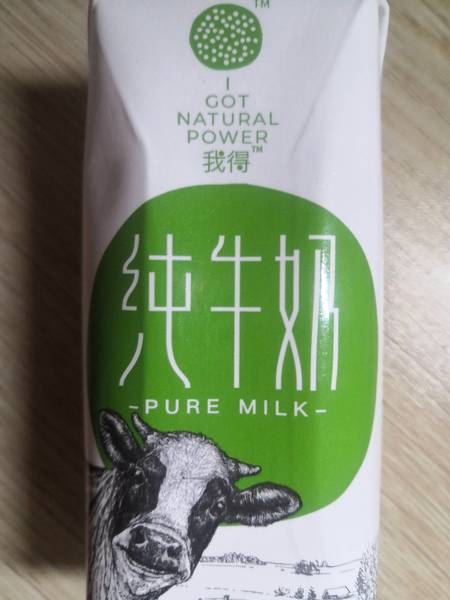 TM
I
GOT
NATURAL
POWER
我得™
纯牛奶
-PURE MILK-